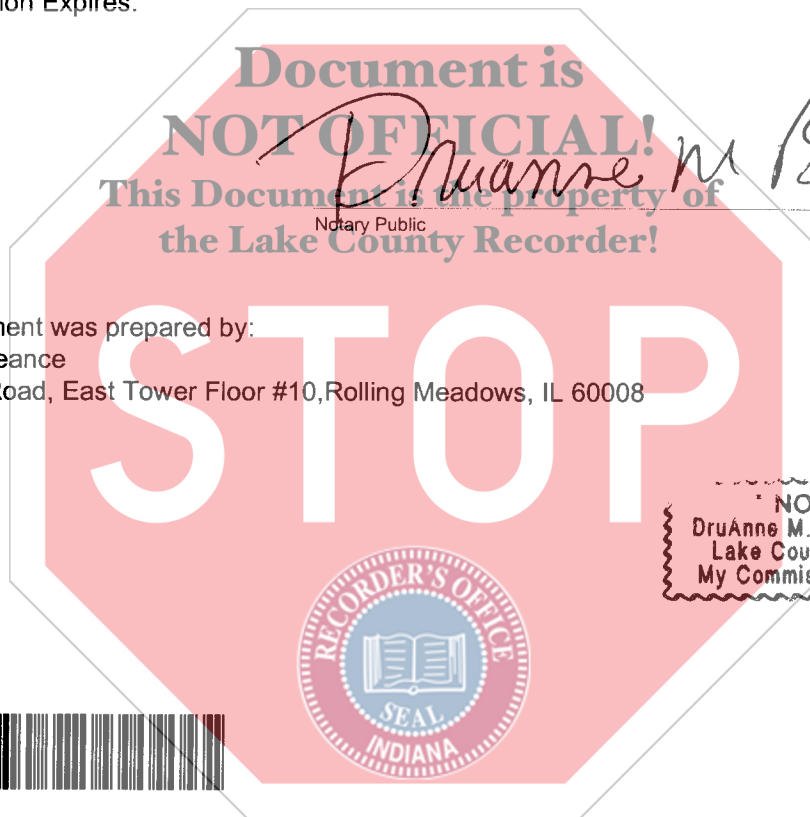 ion Expires:
Document is
NOT OFFICIAL!
Druanne M
This Document is the property of
Notary Public
the Lake County Recorder!
ent was prepared by:
eance
Road, East Tower Floor #10,Rolling Meadows, IL 60008
STOP
NO
DruAnne M.
Lake Cou
My Commis
RECORDER'S OFFICE
SEAL
INDIANA